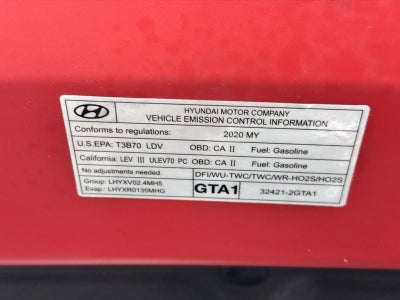 HYUNDAI MOTOR COMPANY
VEHICLE EMISSION CONTROL INFORMATION
Conforms to regulations: 2020 MY
U.S.EPA: T3B70 LDV OBD: CA II Fuel: Gasoline
California: LEV III ULEV70 PC OBD: CA II Fuel: Gasoline
No adjustments needed. DFI/WU-TWC/TWC/WR-HO2S/HO2S
Group: LHYXV02.4MH5
Evap: LHYXR0135MHG
GTA1 32421-2GTA1